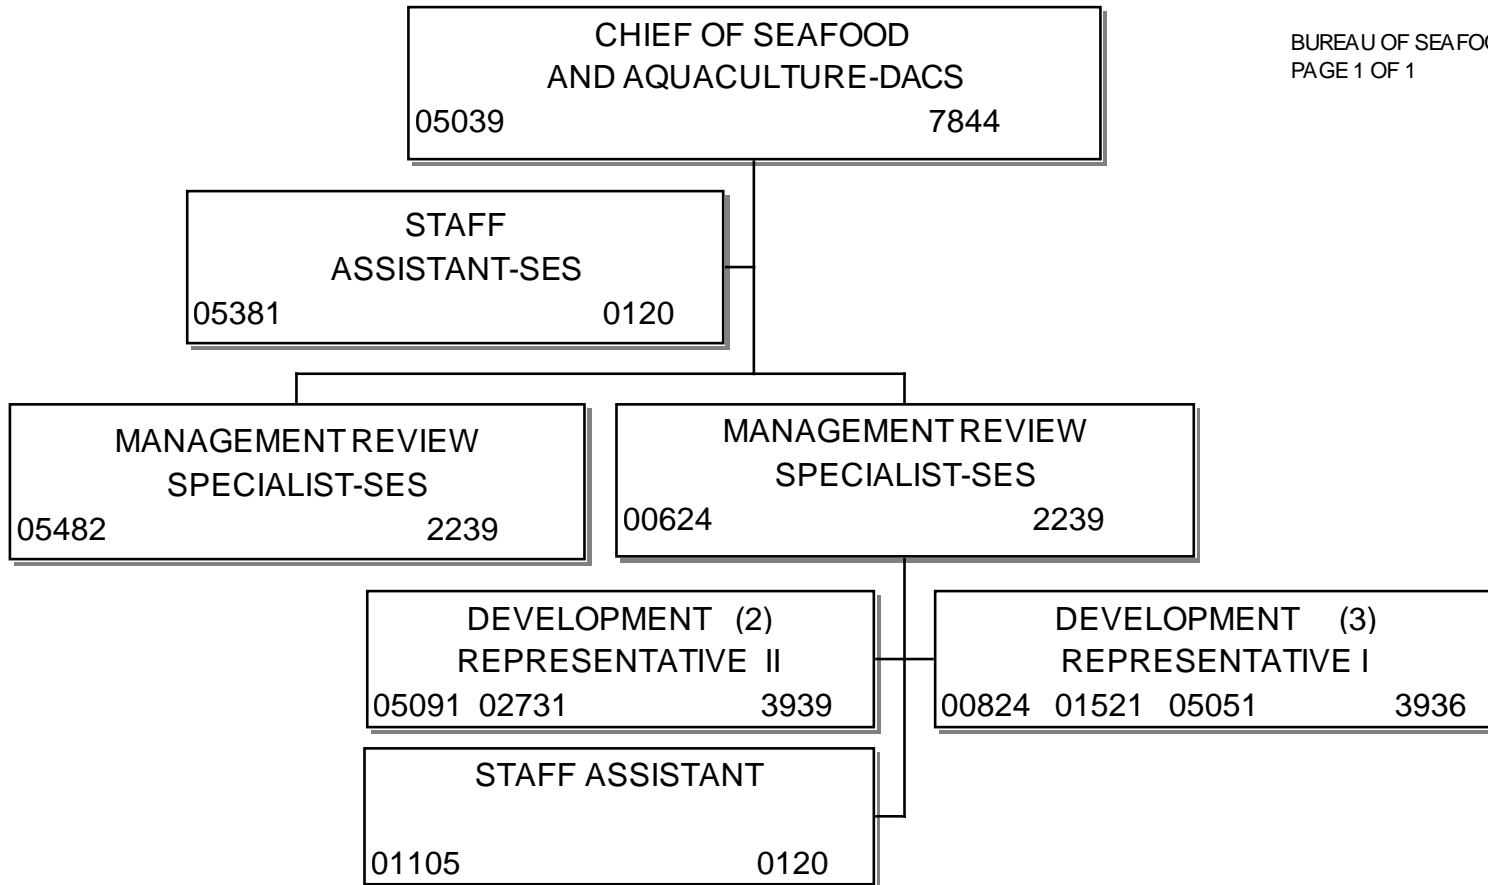 CHIEF OF SEAFOOD
AND AQUACULTURE-DACS
05039 7844
BUREAU OF SEAFOO
PAGE 1 OF 1
STAFF
ASSISTANT-SES
05381 0120
MANAGEMENT REVIEW
SPECIALIST-SES
05482 2239
MANAGEMENT REVIEW
SPECIALIST-SES
00624 2239
DEVELOPMENT (2)
REPRESENTATIVE II
05091 02731 3939
DEVELOPMENT (3)
REPRESENTATIVE I
00824 01521 05051 3936
STAFF ASSISTANT
01105 0120